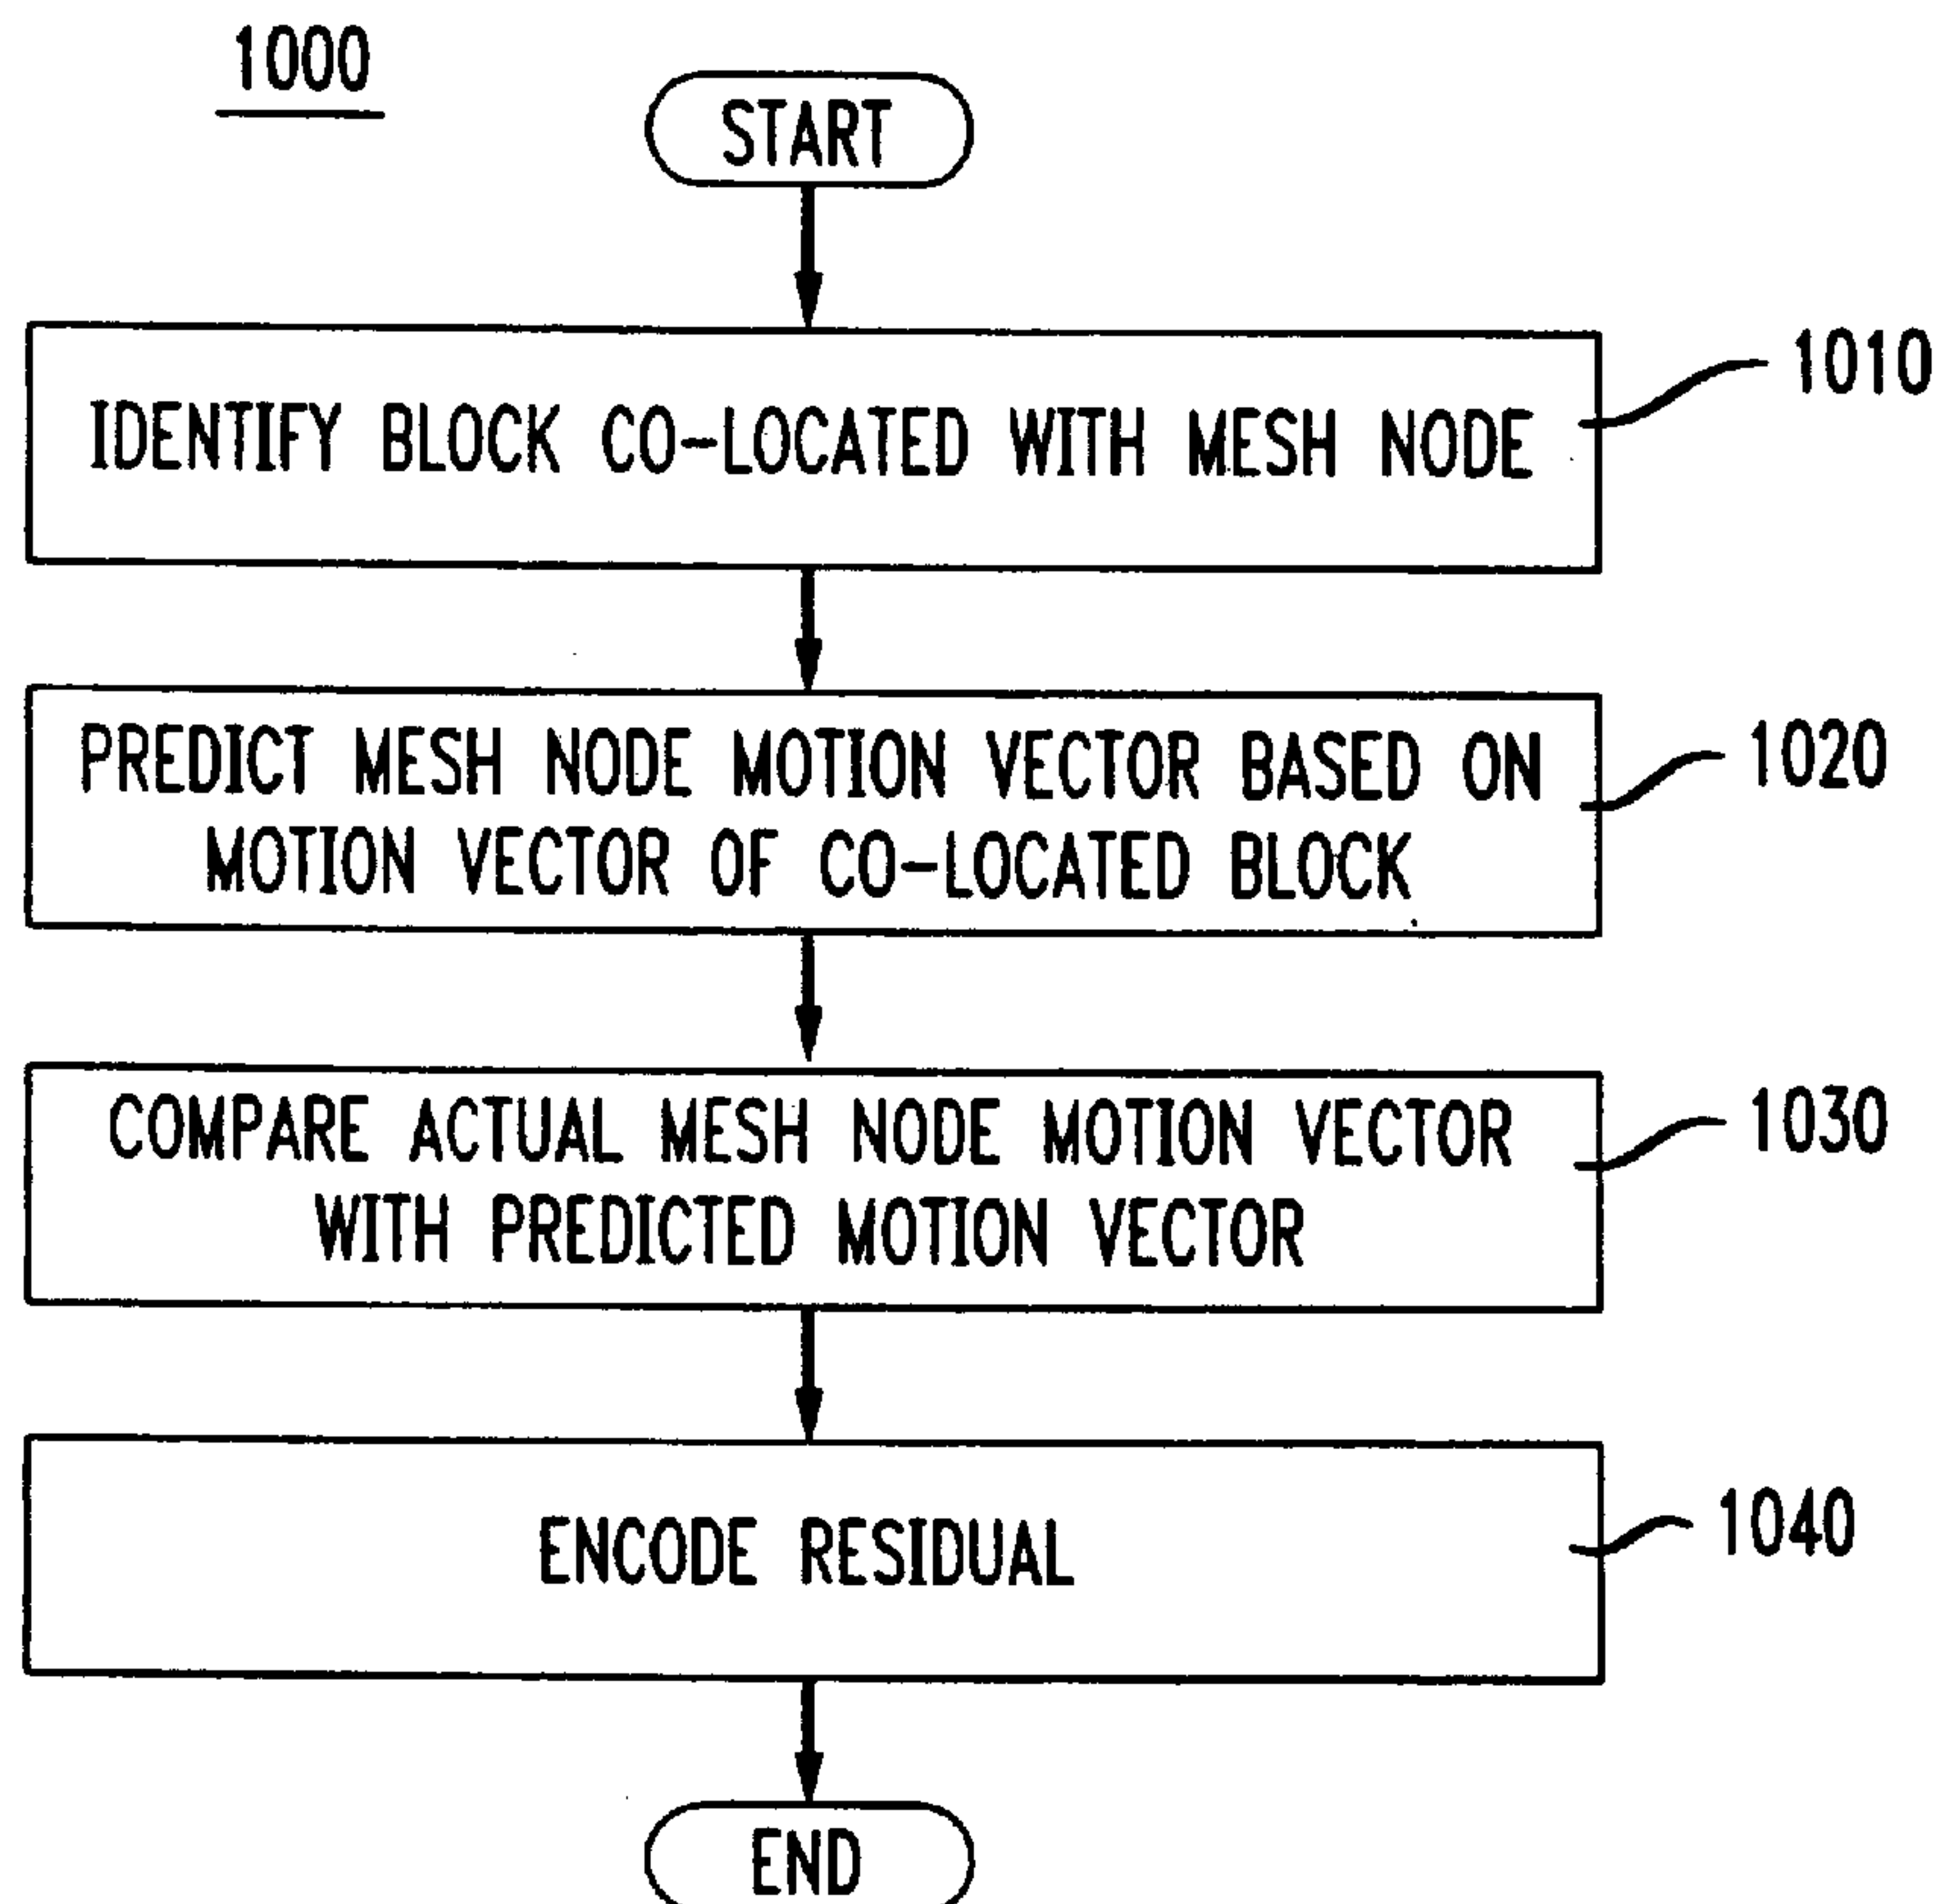 1000
START
IDENTIFY BLOCK CO-LOCATED WITH MESH NODE
1010
PREDICT MESH NODE MOTION VECTOR BASED ON
MOTION VECTOR OF CO-LOCATED BLOCK
1020
COMPARE ACTUAL MESH NODE MOTION VECTOR
WITH PREDICTED MOTION VECTOR
1030
ENCODE RESIDUAL
1040
END